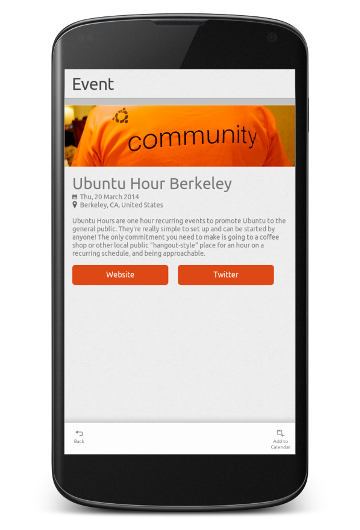 Event
community
Ubuntu Hour Berkeley
Thu, 20 March 2014
Berkeley, CA, United States
Ubuntu Hours are one hour recurring events to promote Ubuntu to the
general public. They're really simple to set up and can be started by
anyone! The only commitment you need to make is going to a coffee
shop or other local public "hangout-style" place for an hour on a
recurring schedule, and being approachable.
Website
Twitter
Back
Add to
Calendar